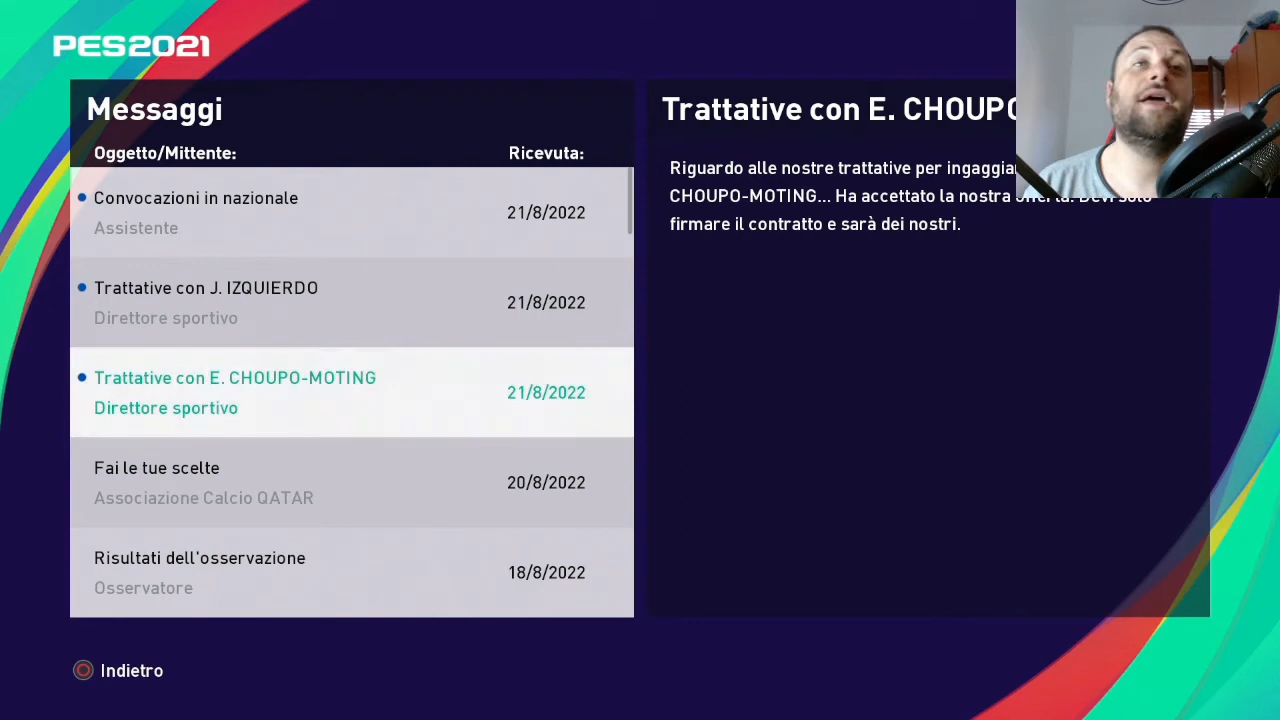 PES2021
Messaggi
Oggetto/Mittente: Ricevuta:
Convocazioni in nazionale
Assistente
21/8/2022
Trattative con J. IZQUIERDO
Direttore sportivo
21/8/2022
Trattative con E. CHOUPO-MOTING
Direttore sportivo
21/8/2022
Fai le tue scelte
Associazione Calcio QATAR
20/8/2022
Risultati dell'osservazione
Osservatore
18/8/2022
Trattative con E. CHOUPO
Riguardo alle nostre trattative per
CHOUPO-MOTING... Ha accettato la nostra offerta. Devi solo
firmare il contratto e sarà dei nostri.
Indietro